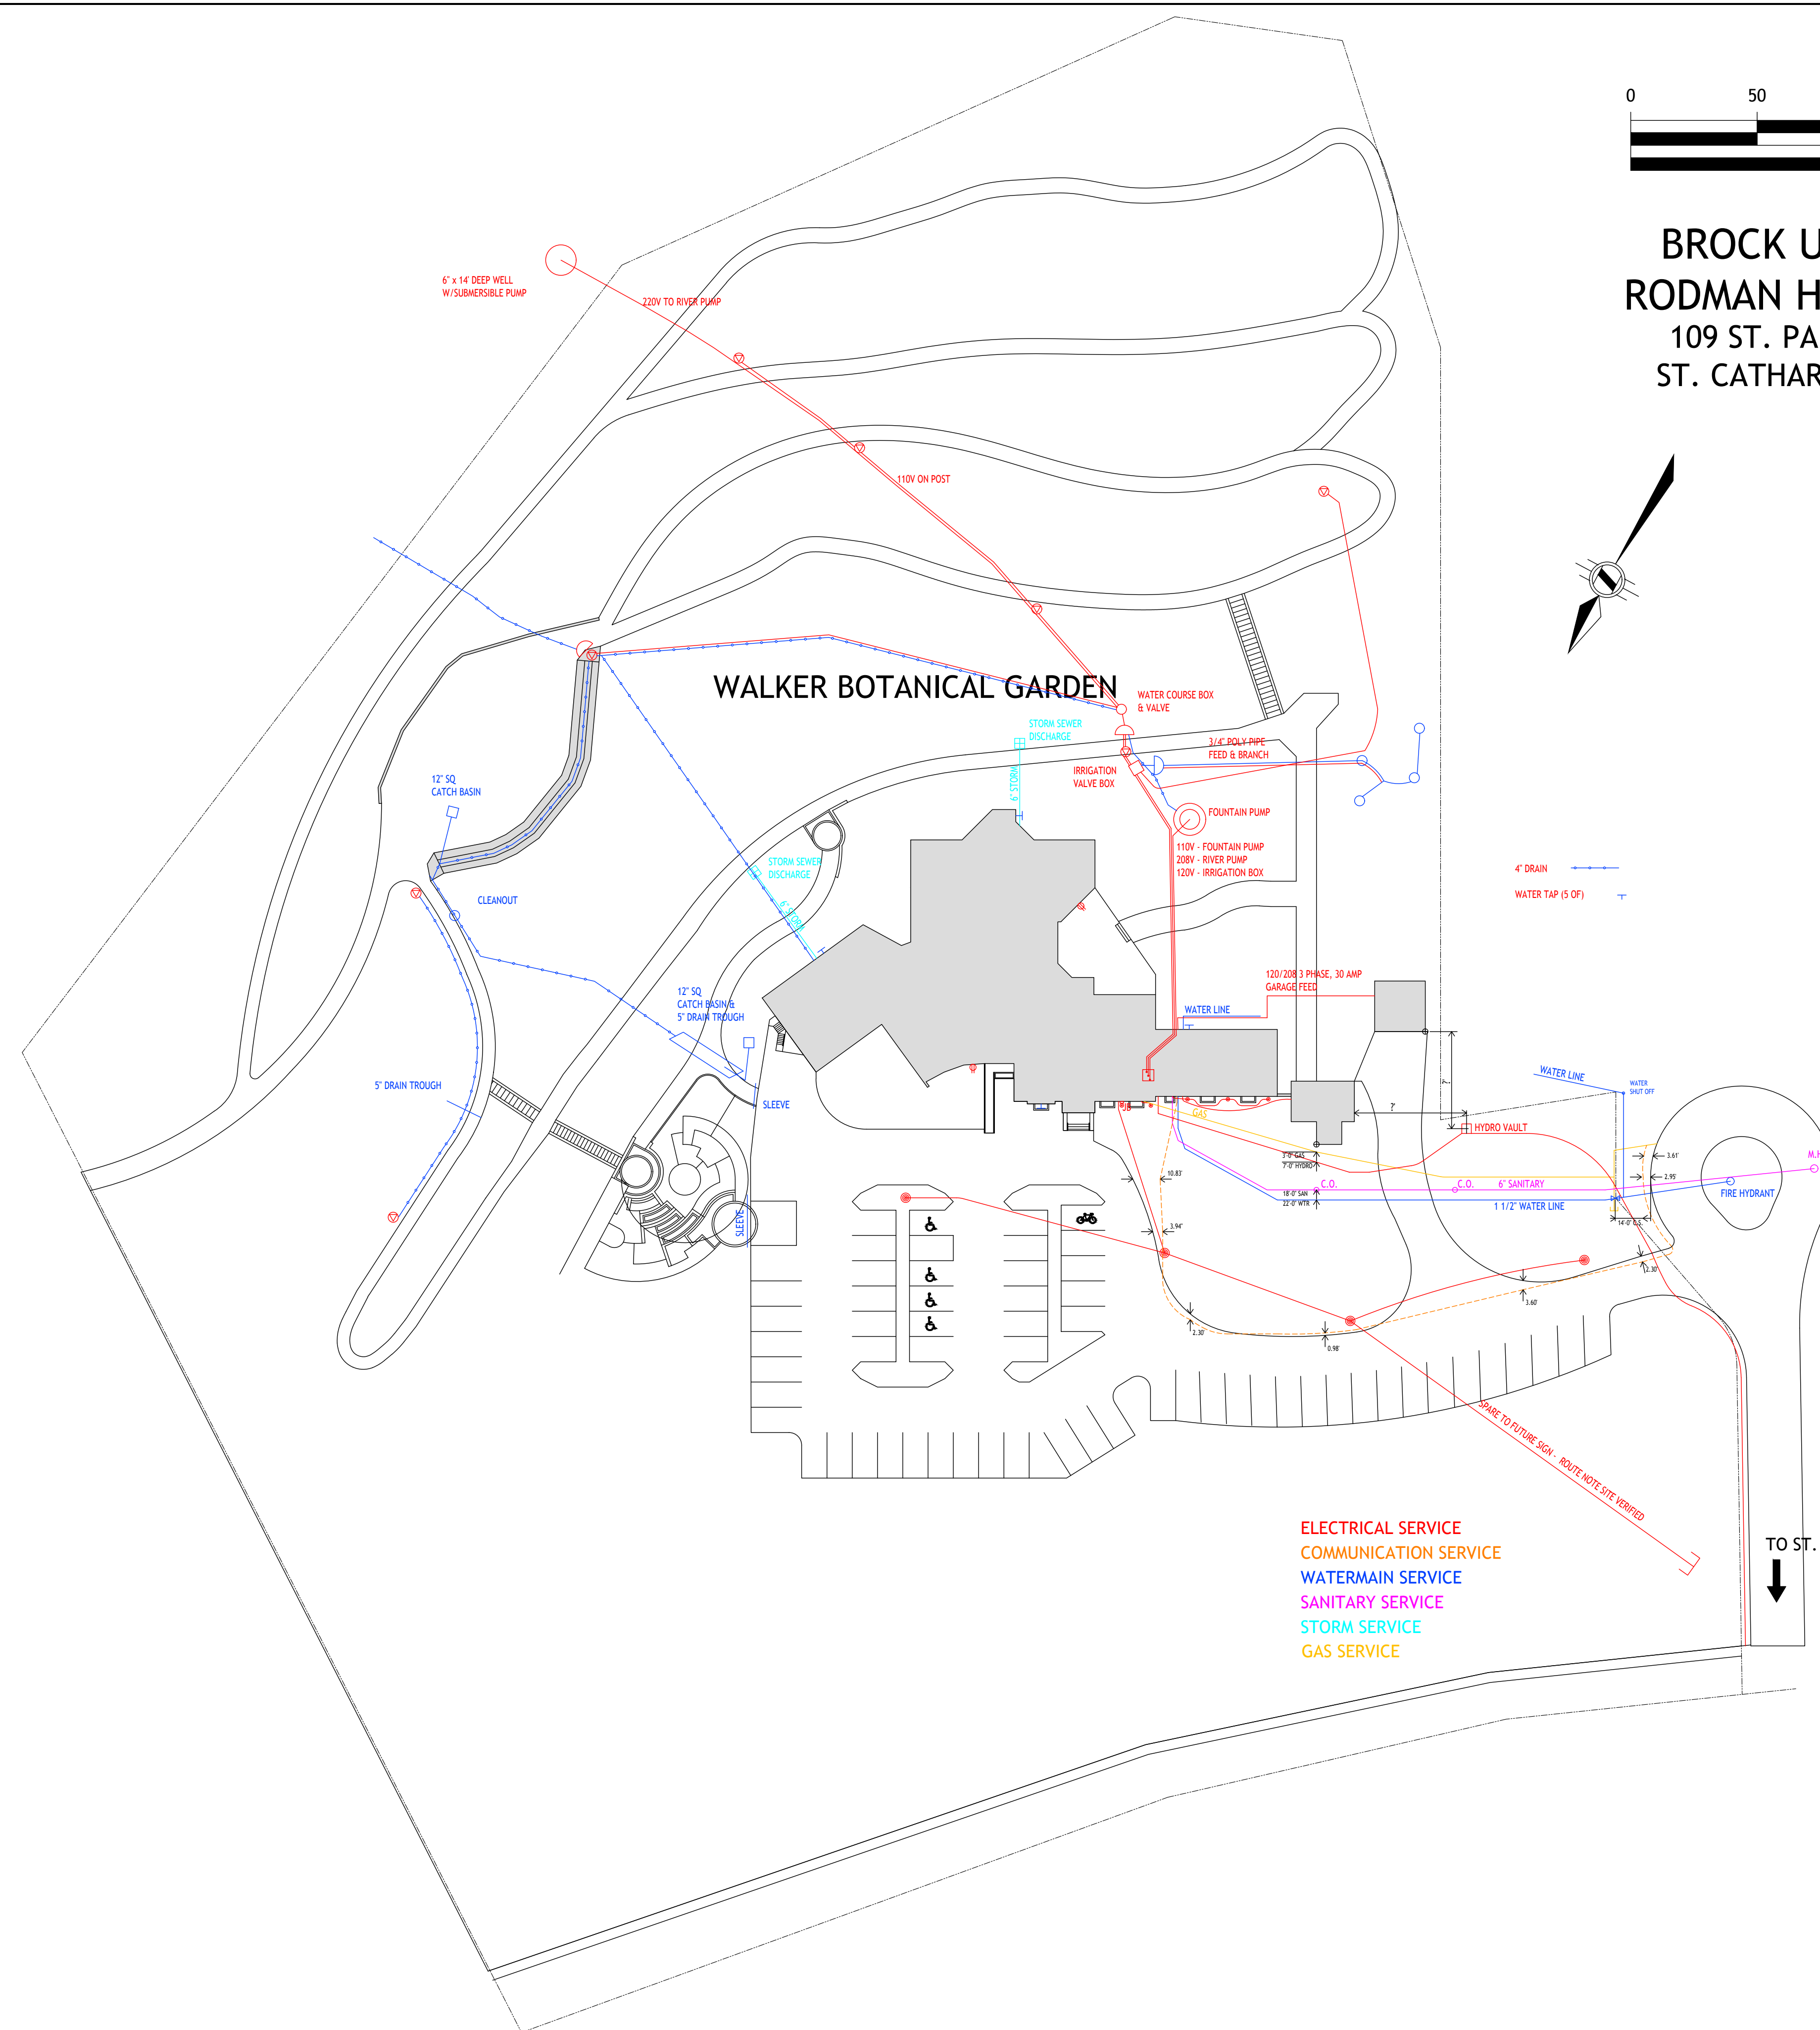 0 50
BROCK U
RODMAN H
109 ST. PA
ST. CATHAR
6" x 14' DEEP WELL
W/SUBMERSIBLE PUMP
220V TO RIVER PUMP
110V ON POST
WALKER BOTANICAL GARDEN
WATER COURSE BOX
& VALVE
STORM SEWER
DISCHARGE
6" STORM
3/4" POLY PIPE
FEED & BRANCH
IRRIGATION
VALVE BOX
FOUNTAIN PUMP
110V - FOUNTAIN PUMP
208V - RIVER PUMP
120V - IRRIGATION BOX
12" SQ
CATCH BASIN
CLEANOUT
STORM SEWER
DISCHARGE
6" STORM
4" DRAIN
WATER TAP (5 OF)
12" SQ
CATCH BASIN &
5" DRAIN TROUGH
120/208 3 PHASE, 30 AMP
GARAGE FEED
WATER LINE
5" DRAIN TROUGH
SLEEVE
SLEEVE
JB
GAS
?'
?'
WATER LINE
WATER
SHUT OFF
HYDRO VAULT
3'-0" GAS
7'-0" HYDRO
18'-0" SAN
22'-0" WTR
C.O.
C.O.
6" SANITARY
1 1/2" WATER LINE
14'-0" C.S.
3.61'
2.95'
M.H
FIRE HYDRANT
10.83'
3.94'
2.30'
0.98'
3.60'
2.30'
SPARE TO FUTURE SIGN - ROUTE NOTE SITE VERIFIED
ELECTRICAL SERVICE
COMMUNICATION SERVICE
WATERMAIN SERVICE
SANITARY SERVICE
STORM SERVICE
GAS SERVICE
TO ST.